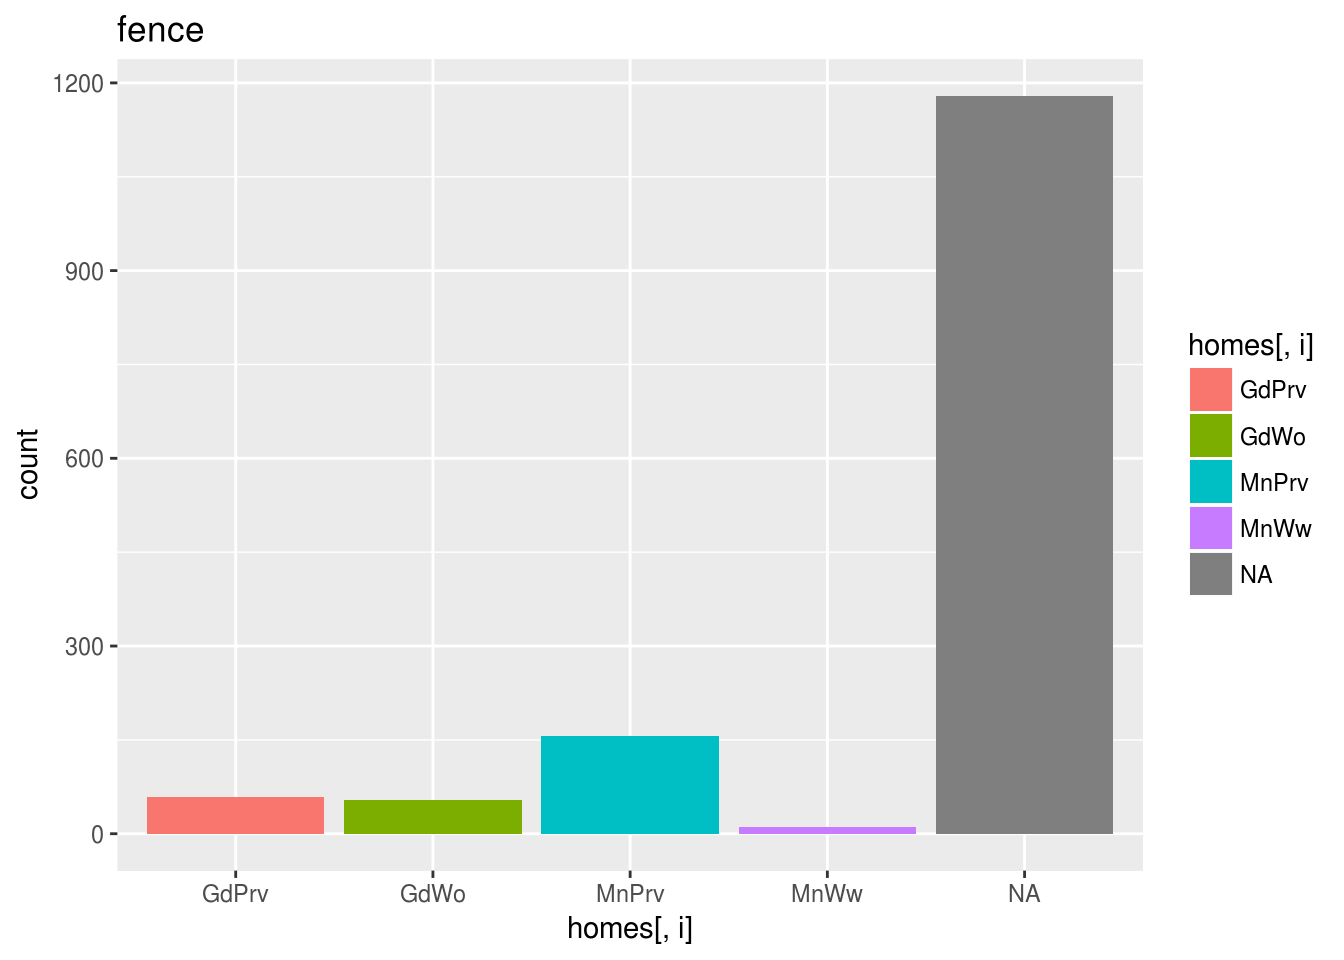 fence
1200
900
600
300
0
count
GdPrv
GdWo
MnPrv
MnWw
NA
homes[, i]
homes[, i]
GdPrv
GdWo
MnPrv
MnWw
NA